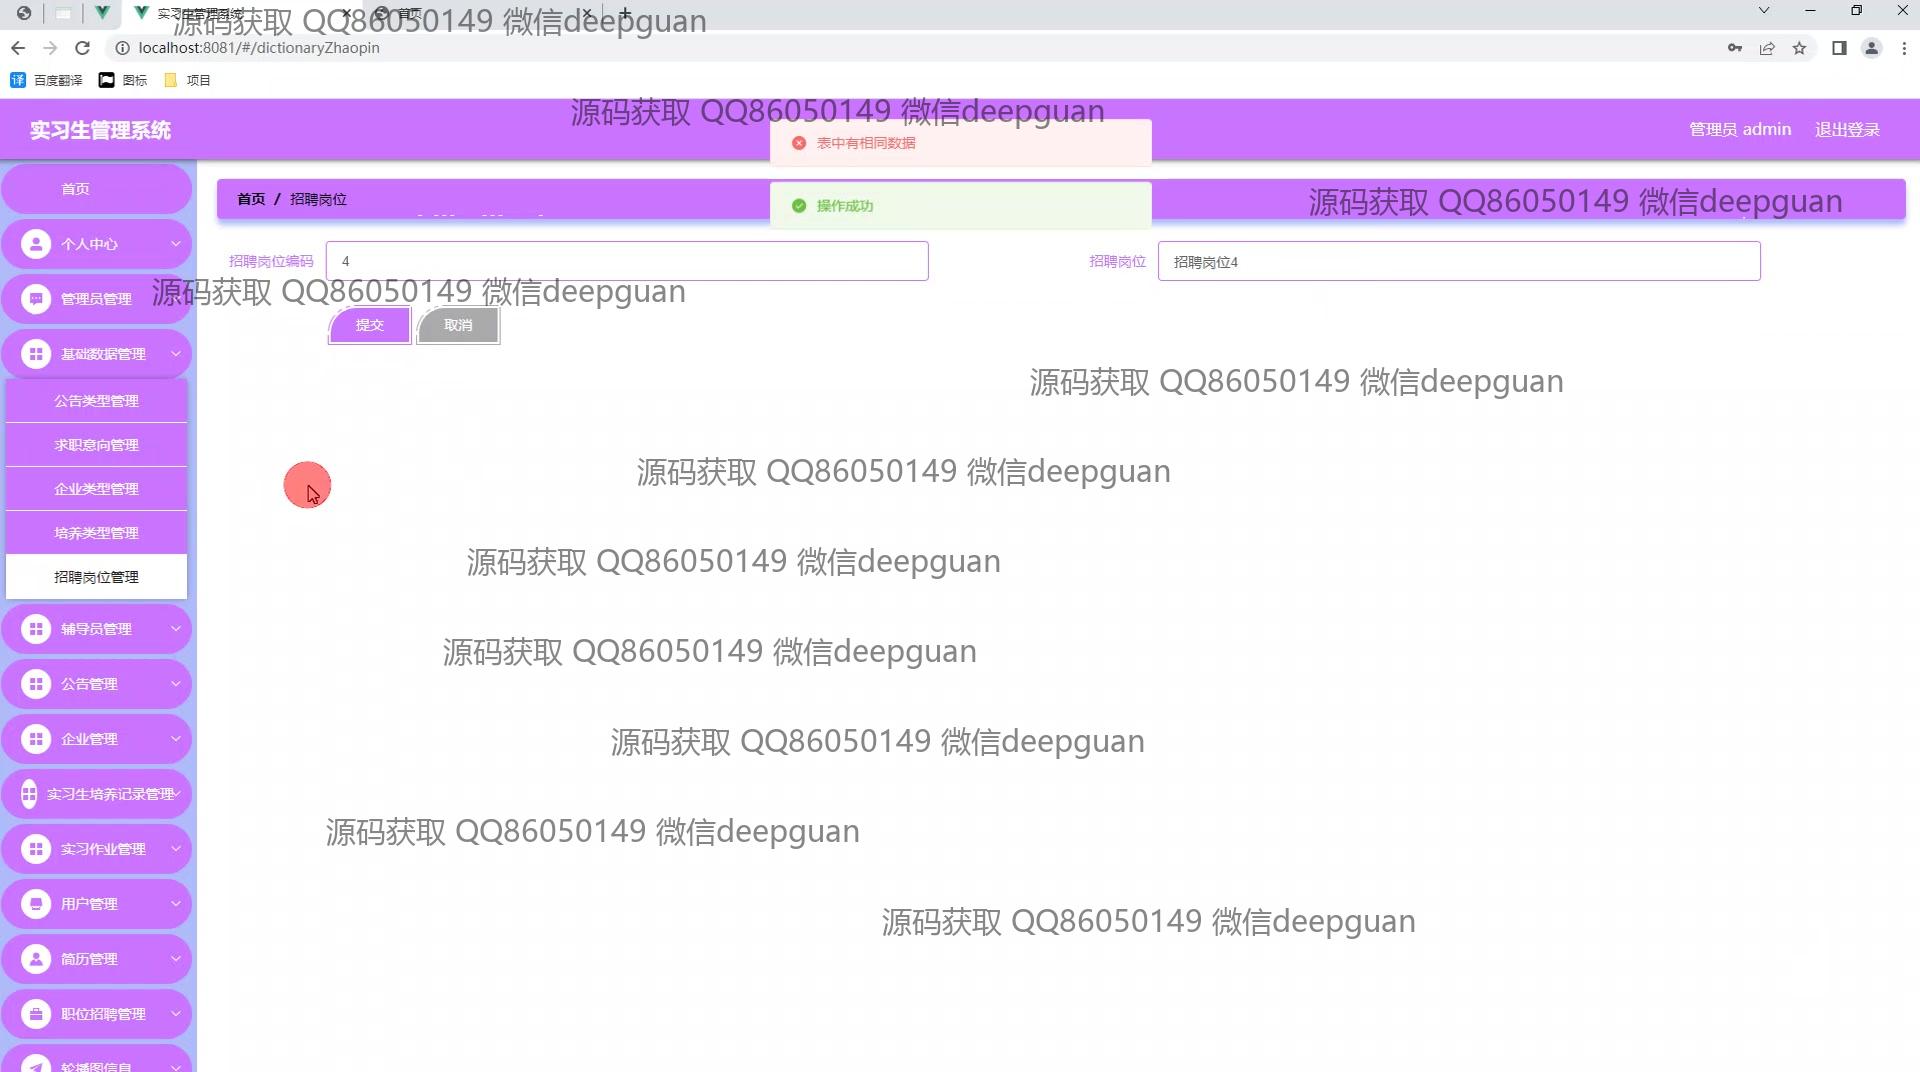 实习生管理系统
首页
源码获取 QQ86050149 微信deepguan
localhost:8081/#/dictionaryZhaopin
百度翻译
图标
项目
源码获取 QQ86050149 微信deepguan
实习生管理系统
表中有相同数据
管理员 admin
退出登录
首页
首页 / 招聘岗位
操作成功
源码获取 QQ86050149 微信deepguan
个人中心
招聘岗位编码
4
招聘岗位
招聘岗位4
管理员管理
源码获取 QQ86050149 微信deepguan
提交
取消
基础数据管理
源码获取 QQ86050149 微信deepguan
公告类型管理
求职意向管理
源码获取 QQ86050149 微信deepguan
企业类型管理
培养类型管理
源码获取 QQ86050149 微信deepguan
招聘岗位管理
辅导员管理
源码获取 QQ86050149 微信deepguan
公告管理
企业管理
源码获取 QQ86050149 微信deepguan
实习生培养记录管理
源码获取 QQ86050149 微信deepguan
实习作业管理
用户管理
源码获取 QQ86050149 微信deepguan
简历管理
职位招聘管理
轮播图信息